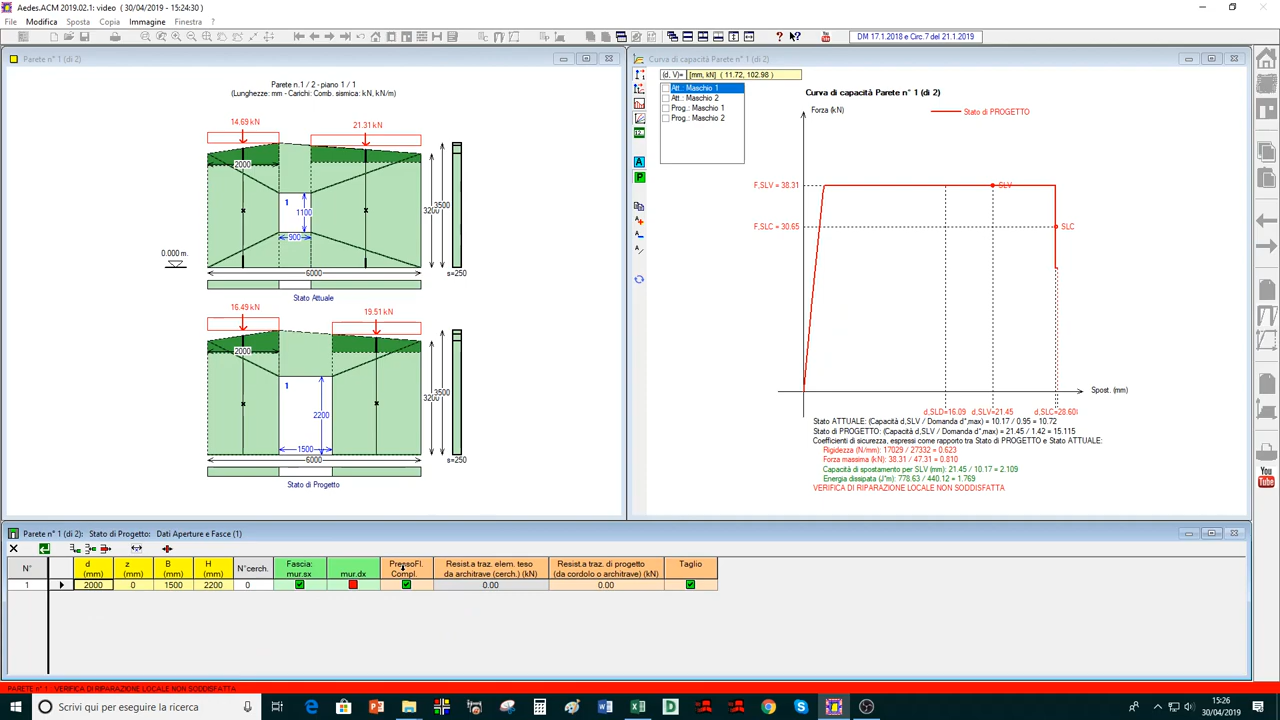 Aedes.ACM 2019.02.1: video / 30/04/2019 - 15:24:30 )
File Modifica Sposta Copia Immagine Finestra ?
DM 17.1.2018 e Circ.7 del 21.1.2019
Parete n° 1 (di 2)
Parete n.1 / 2 - piano 1 / 1
(Lunghezze: mm - Carichi: Comb. sismica: kN, kN/m)
14.69 kN
21.31 kN
2000
1
1100
900
3200
3500
0.000 m.
6000
s=250
Stato Attuale
16.49 kN
19.51 kN
2000
1
2200
1500
3200
3500
6000
s=250
Stato di Progetto
Curva di capacità Parete n° 1 (di 2)
(d, V)= [mm, kN] ( 11.72, 102.98 )
Att.: Maschio 1
Att.: Maschio 2
Prog.: Maschio 1
Prog.: Maschio 2
A
P
Curva di capacità Parete n° 1 (di 2)
Forza (kN)
Stato di PROGETTO
F,SLV = 38.31
SLV
F,SLC = 30.65
SLC
Spost. (mm)
d,SLD=16.09 d,SLV=21.45 d,SLC=28.60
Stato ATTUALE: (Capacità d,SLV / Domanda d*,max) = 10.17 / 0.95 = 10.72
Stato di PROGETTO: (Capacità d,SLV / Domanda d*,max) = 21.45 / 1.42 = 15.115
Coefficienti di sicurezza, espressi come rapporto tra Stato di PROGETTO e Stato ATTUALE:
Rigidezza (N/mm): 17029 / 27332 = 0.623
Forza massima (kN): 38.31 / 47.31 = 0.810
Capacità di spostamento per SLV (mm): 21.45 / 10.17 = 2.109
Energia dissipata (J*m): 778.63 / 440.12 = 1.769
VERIFICA DI RIPARAZIONE LOCALE NON SODDISFATTA
You
Tube
Parete n° 1 (di 2): Stato di Progetto: Dati Aperture e Fasce (1)
N° d (mm) z (mm) B (mm) H (mm) N°cerch. Fascia: mur.sx mur.dx PressoFl. Compl. Resist.a traz. elem. teso da architrave (cerch.) (kN) Resist.a traz. di progetto (da cordolo o architrave) (kN) Taglio
1 2000 0 1500 2200 0 0.00 0.00
PARETE n° 1: VERIFICA DI RIPARAZIONE LOCALE NON SODDISFATTA
Scrivi qui per eseguire la ricerca
15:26
30/04/2019